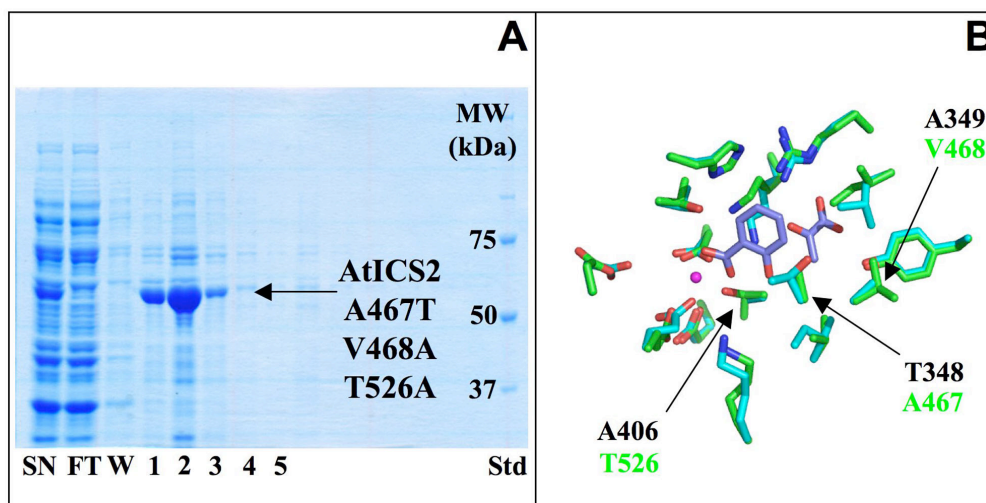 A
MW
(kDa)
75
AtICS2
A467T
50
V468A
T526A
37
SN FT W 1 2 3 4 5 Std
B
A349
V468
T348
A467
A406
T526